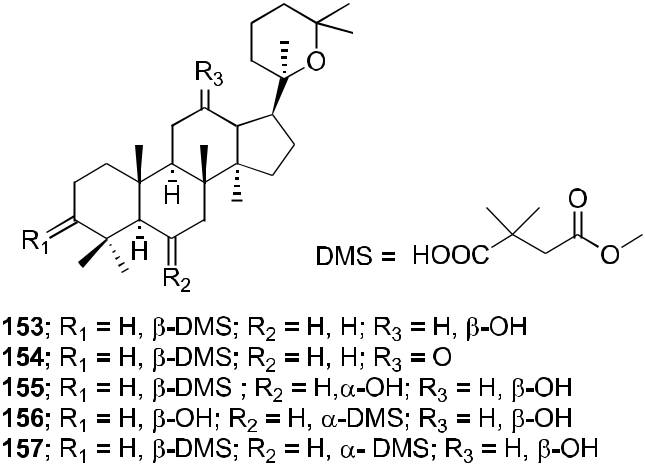 R3
O
H
R1
H
R2
DMS = HOOC
O
O
153; R1 = H, β-DMS; R2 = H, H; R3 = H, β-OH
154; R1 = H, β-DMS; R2 = H, H; R3 = O
155; R1 = H, β-DMS ; R2 = H,α-OH; R3 = H, β-OH
156; R1 = H, β-OH; R2 = H, α-DMS; R3 = H, β-OH
157; R1 = H, β-DMS; R2 = H, α- DMS; R3 = H, β-OH